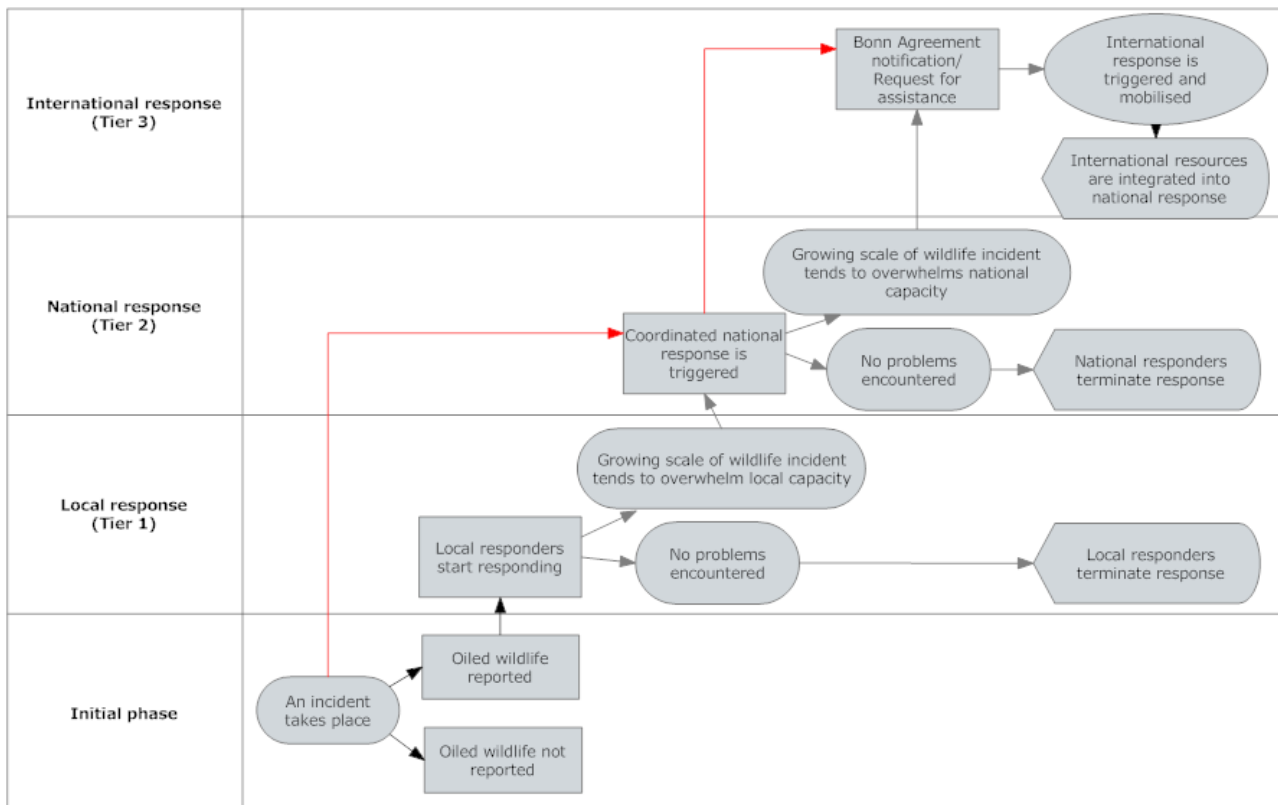 International response
(Tier 3)
Bonn Agreement
notification/
Request for
assistance
International
response is
triggered and
mobilised
International resources
are integrated into
national response
National response
(Tier 2)
Growing scale of wildlife incident
tends to overwhelms national
capacity
Coordinated national
response is
triggered
No problems
encountered
National responders
terminate response
Local response
(Tier 1)
Growing scale of wildlife incident
tends to overwhelm local capacity
Local responders
start responding
No problems
encountered
Local responders
terminate response
Initial phase
An incident
takes place
Oiled wildlife
reported
Oiled wildlife not
reported